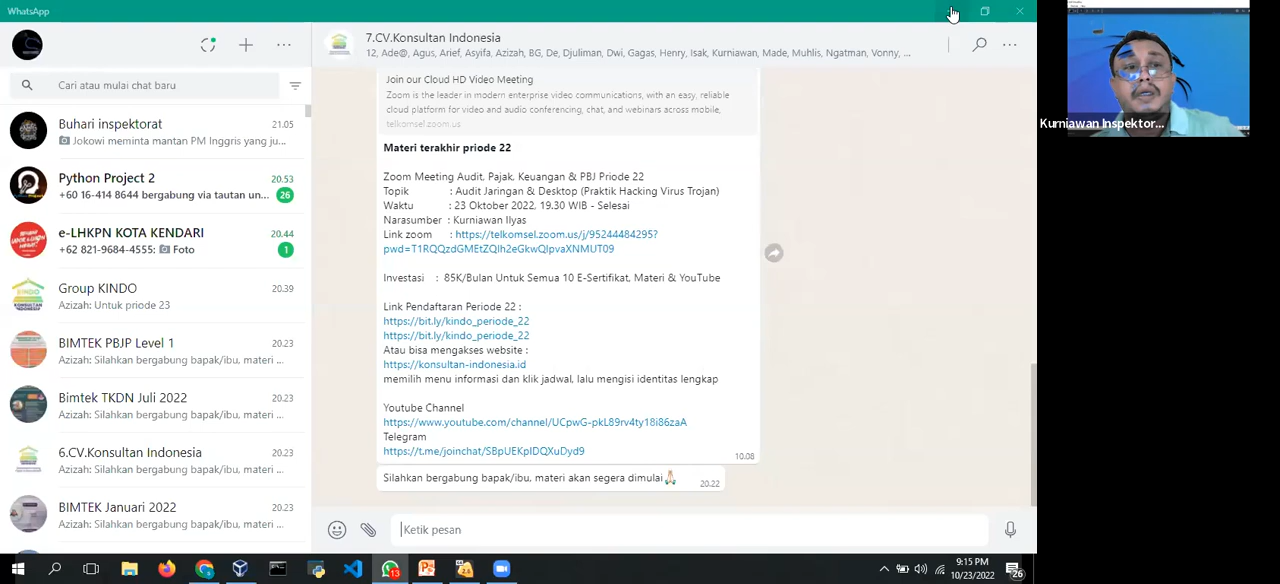 WhatsApp
Cari atau mulai chat baru
Buhari inspektorat
21.05
Jokowi meminta mantan PM Inggris yang ju...
Python Project 2
20.53
+60 16-414 8644 bergabung via tautan un...
26
e-LHKPN KOTA KENDARI
20.44
+62 821-9684-4555: Foto
1
Group KINDO
20.39
Azizah: Untuk priode 23
BIMTEK PBJP Level 1
20.23
Azizah: Silahkan bergabung bapak/ibu, materi ...
Bimtek TKDN Juli 2022
20.23
Azizah: Silahkan bergabung bapak/ibu, materi ...
6.CV.Konsultan Indonesia
20.23
Azizah: Silahkan bergabung bapak/ibu, materi ...
BIMTEK Januari 2022
20.23
Azizah: Silahkan bergabung bapak/ibu, materi ...
7.CV.Konsultan Indonesia
12, Ade@, Agus, Arief, Asyifa, Azizah, BG, De, Djuliman, Dwi, Gagas, Henry, Isak, Kurniawan, Made, Muhlis, Ngatman, Vonny, ...
Join our Cloud HD Video Meeting
Zoom is the leader in modern enterprise video communications, with an easy, reliable
cloud platform for video and audio conferencing, chat, and webinars across mobile,
telkomsel.zoom.us
Materi terakhir priode 22
Zoom Meeting Audit, Pajak, Keuangan & PBJ Priode 22
Topik : Audit Jaringan & Desktop (Praktik Hacking Virus Trojan)
Waktu : 23 Oktober 2022, 19.30 WIB - Selesai
Narasumber : Kurniawan Ilyas
Link zoom : https://telkomsel.zoom.us/j/95244484295?
pwd=T1RQQzdGMEtZQlh2eGkwQlpvaXNMUT09
Investasi : 85K/Bulan Untuk Semua 10 E-Sertifikat, Materi & YouTube
Link Pendaftaran Periode 22 :
https://bit.ly/kindo_periode_22
https://bit.ly/kindo_periode_22
Atau bisa mengakses website :
https://konsultan-indonesia.id
memilih menu informasi dan klik jadwal, lalu mengisi identitas lengkap
Youtube Channel
https://www.youtube.com/channel/UCpwG-pkL89rv4ty18i86zaA
Telegram
https://t.me/joinchat/SBpUEKpIDQXuDyd9
10.08
Silahkan bergabung bapak/ibu, materi akan segera dimulai🙏🏻
20.22
Ketik pesan
Kurniawan Inspektor...
13
9:15 PM
10/23/2022
26